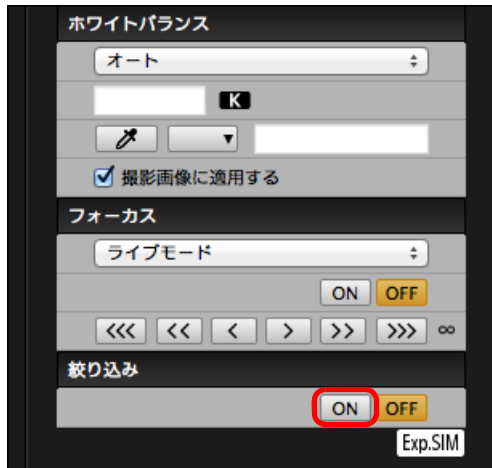 ホワイトバランス
オート
K
撮影画像に適用する
フォーカス
ライブモード
ON OFF
<<< << < > >> >>> ∞
絞り込み
ON OFF
Exp.SIM